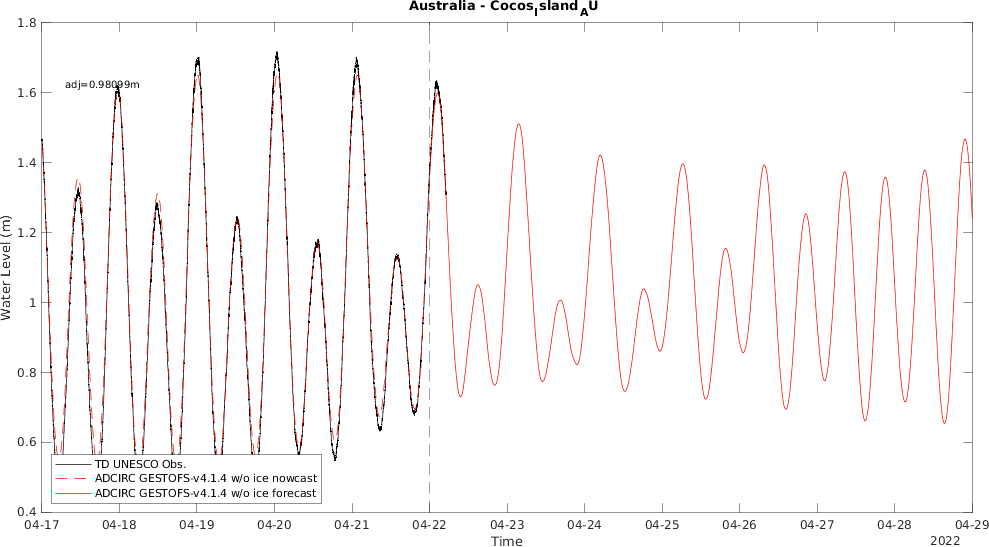 Australia - Cocos_Island_AU
1.8
1.6
1.4
1.2
1
0.8
0.6
0.4
Water Level (m)
adj=0.98099m
TD UNESCO Obs.
ADCIRC GESTOFS-v4.1.4 w/o ice nowcast
ADCIRC GESTOFS-v4.1.4 w/o ice forecast
04-17 04-18 04-19 04-20 04-21 04-22 04-23 04-24 04-25 04-26 04-27 04-28 04-29
Time
2022